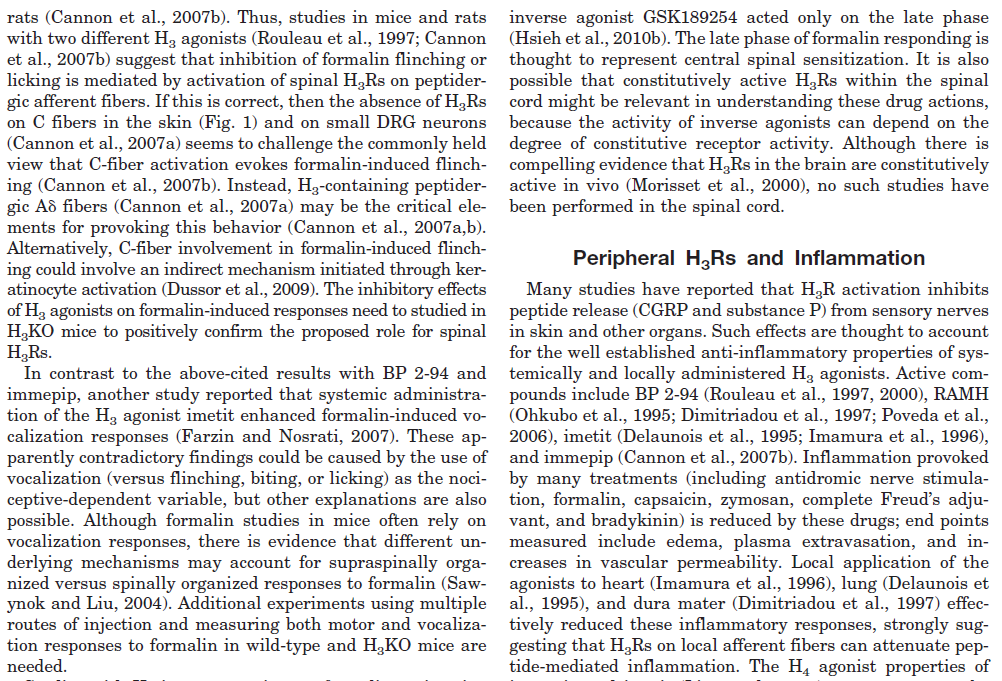 rats (Cannon et al., 2007b). Thus, studies in mice and rats
with two different H₃ agonists (Rouleau et al., 1997; Cannon
et al., 2007b) suggest that inhibition of formalin flinching or
licking is mediated by activation of spinal H₃Rs on peptider-
gic afferent fibers. If this is correct, then the absence of H₃Rs
on C fibers in the skin (Fig. 1) and on small DRG neurons
(Cannon et al., 2007a) seems to challenge the commonly held
view that C-fiber activation evokes formalin-induced flinch-
ing (Cannon et al., 2007b). Instead, H₃-containing peptider-
gic Aδ fibers (Cannon et al., 2007a) may be the critical ele-
ments for provoking this behavior (Cannon et al., 2007a,b).
Alternatively, C-fiber involvement in formalin-induced flinch-
ing could involve an indirect mechanism initiated through ker-
atinocyte activation (Dussor et al., 2009). The inhibitory effects
of H₃ agonists on formalin-induced responses need to studied in
H₃KO mice to positively confirm the proposed role for spinal
H₃Rs.
In contrast to the above-cited results with BP 2-94 and
immepip, another study reported that systemic administra-
tion of the H₃ agonist imetit enhanced formalin-induced vo-
calization responses (Farzin and Nosrati, 2007). These ap-
parently contradictory findings could be caused by the use of
vocalization (versus flinching, biting, or licking) as the noci-
ceptive-dependent variable, but other explanations are also
possible. Although formalin studies in mice often rely on
vocalization responses, there is evidence that different un-
derlying mechanisms may account for supraspinally orga-
nized versus spinally organized responses to formalin (Saw-
ynok and Liu, 2004). Additional experiments using multiple
routes of injection and measuring both motor and vocaliza-
tion responses to formalin in wild-type and H₃KO mice are
needed.
inverse agonist GSK189254 acted only on the late phase
(Hsieh et al., 2010b). The late phase of formalin responding is
thought to represent central spinal sensitization. It is also
possible that constitutively active H₃Rs within the spinal
cord might be relevant in understanding these drug actions,
because the activity of inverse agonists can depend on the
degree of constitutive receptor activity. Although there is
compelling evidence that H₃Rs in the brain are constitutively
active in vivo (Morisset et al., 2000), no such studies have
been performed in the spinal cord.
Peripheral H₃Rs and Inflammation
Many studies have reported that H₃R activation inhibits
peptide release (CGRP and substance P) from sensory nerves
in skin and other organs. Such effects are thought to account
for the well established anti-inflammatory properties of sys-
temically and locally administered H₃ agonists. Active com-
pounds include BP 2-94 (Rouleau et al., 1997, 2000), RAMH
(Ohkubo et al., 1995; Dimitriadou et al., 1997; Poveda et al.,
2006), imetit (Delaunois et al., 1995; Imamura et al., 1996),
and immepip (Cannon et al., 2007b). Inflammation provoked
by many treatments (including antidromic nerve stimula-
tion, formalin, capsaicin, zymosan, complete Freud's adju-
vant, and bradykinin) is reduced by these drugs; end points
measured include edema, plasma extravasation, and in-
creases in vascular permeability. Local application of the
agonists to heart (Imamura et al., 1996), lung (Delaunois et
al., 1995), and dura mater (Dimitriadou et al., 1997) effec-
tively reduced these inflammatory responses, strongly sug-
gesting that H₃Rs on local afferent fibers can attenuate pep-
tide-mediated inflammation. The H₄ agonist properties of